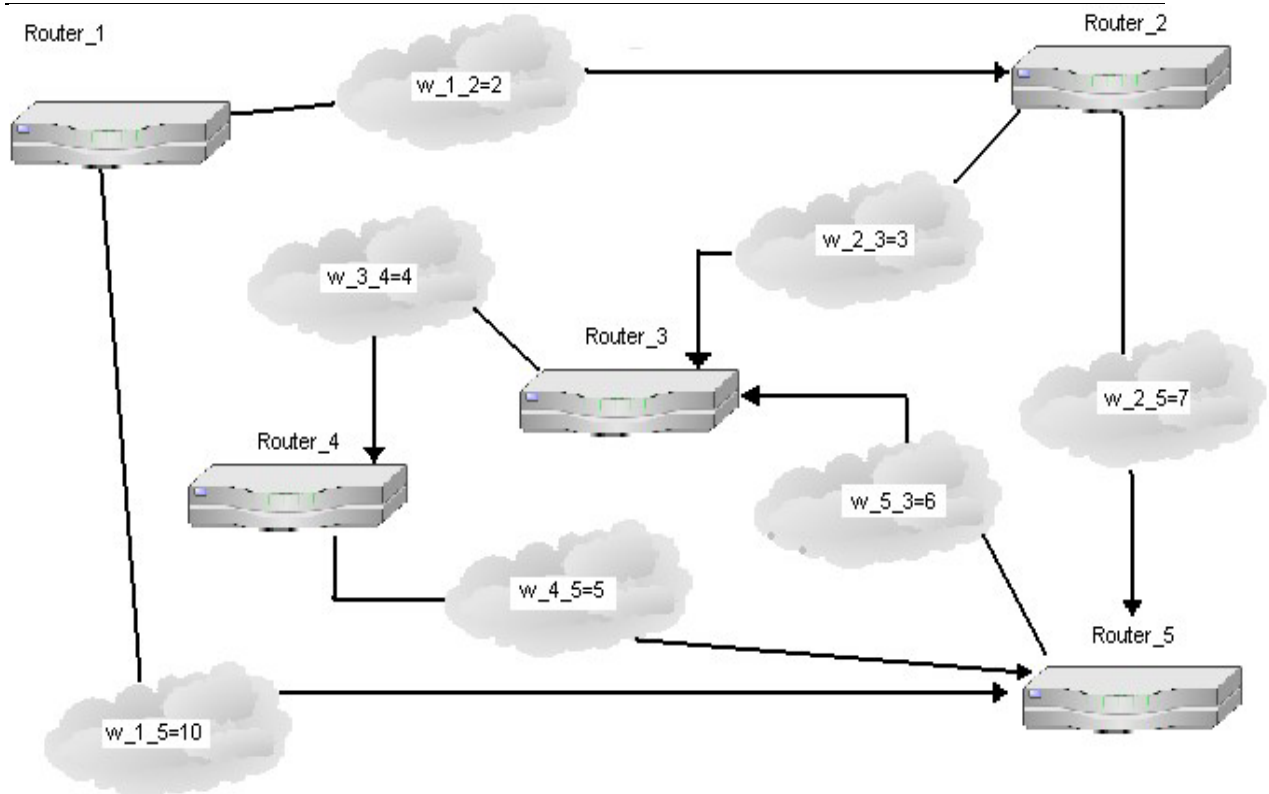 Router_1
Router_2
w_1_2=2
w_2_3=3
w_3_4=4
Router_3
w_2_5=7
Router_4
w_5_3=6
w_4_5=5
Router_5
w_1_5=10